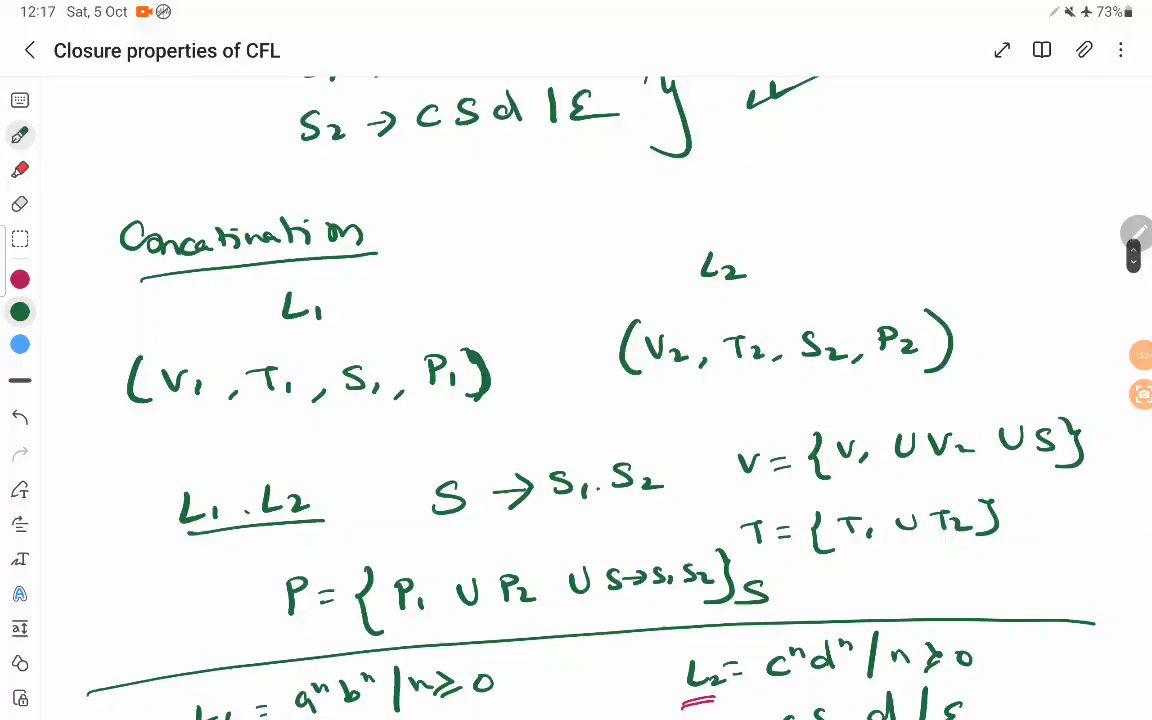 12:17 Sat, 5 Oct 73%
Closure properties of CFL
S2 → c S d | ε }
Concatination
L1 L2
(V1, T1, S1, P1) (V2, T2, S2, P2)
L1 . L2 S → S1 . S2 V = {V1 U V2 U S}
T = {T1 U T2}
P = {P1 U P2 U S→S1 S2} S
L1 = aⁿbⁿ | n ≥ 0 L2 = cⁿdⁿ | n ≥ 0
d | ε